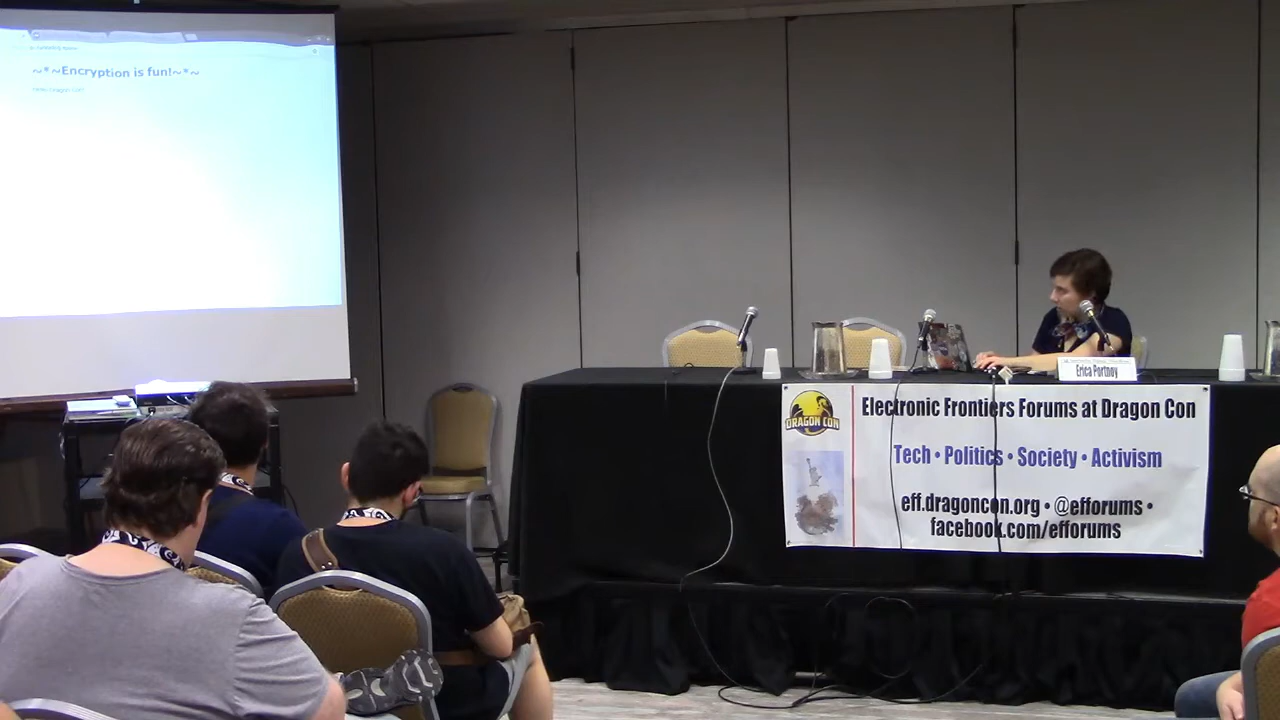 ~*~Encryption is fun!~*~
DRAGON CON
Electronic Frontiers Forums at Dragon Con
Tech • Politics • Society • Activism
eff.dragoncon.org • @efforums •
facebook.com/efforums
Erica Portnoy